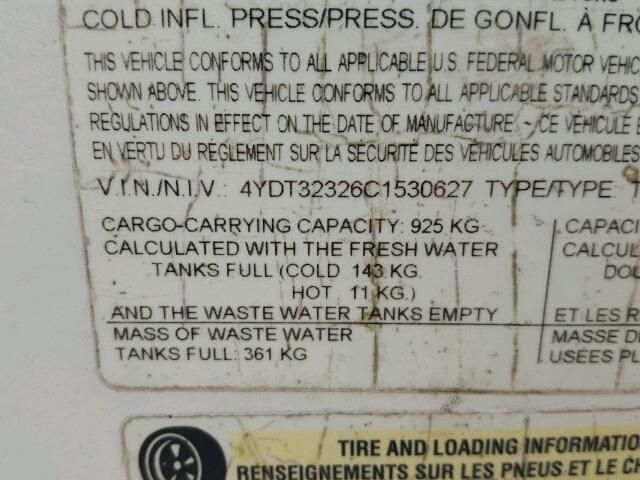 COLD INFL. PRESS/PRESS. DE GONFL. À FRO
THIS VEHICLE CONFORMS TO ALL APPLICABLE U.S. FEDERAL MOTOR VEHIC
SHOWN ABOVE. THIS VEHICLE CONFORMS TO ALL APPLICABLE STANDARDS
REGULATIONS IN EFFECT ON THE DATE OF MANUFACTURE. - CE VÉHICULE E
EN VERTU DU RÈGLEMENT SUR LA SÉCURITÉ DES VÉHICULES AUTOMOBILES
V.I.N./N.I.V.: 4YDT32326C1530627 TYPE/TYPE: T
CARGO-CARRYING CAPACITY: 925 KG
CALCULATED WITH THE FRESH WATER
TANKS FULL (COLD 143 KG.
HOT 11 KG.)
AND THE WASTE WATER TANKS EMPTY
MASS OF WASTE WATER
TANKS FULL: 361 KG
LCAPACI
CALCUL
DOU
ET LES R
MASSE D
USÉES PL
TIRE AND LOADING INFORMATIO
RENSEIGNEMENTS SUR LES PNEUS ET LE CH